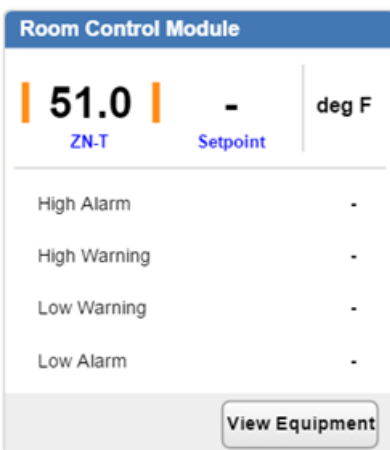 Room Control Module
51.0 - deg F
ZN-T Setpoint
High Alarm -
High Warning -
Low Warning -
Low Alarm -
View Equipment